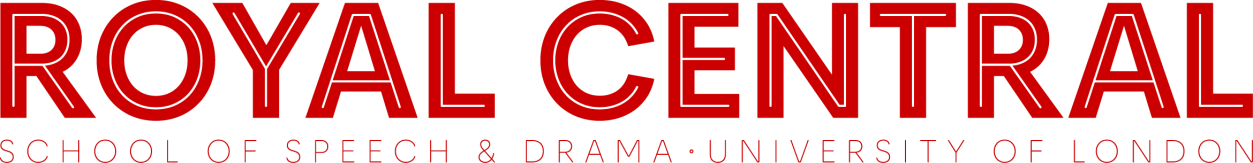 ROYAL CENTRAL
SCHOOL OF SPEECH & DRAMA • UNIVERSITY OF LONDON